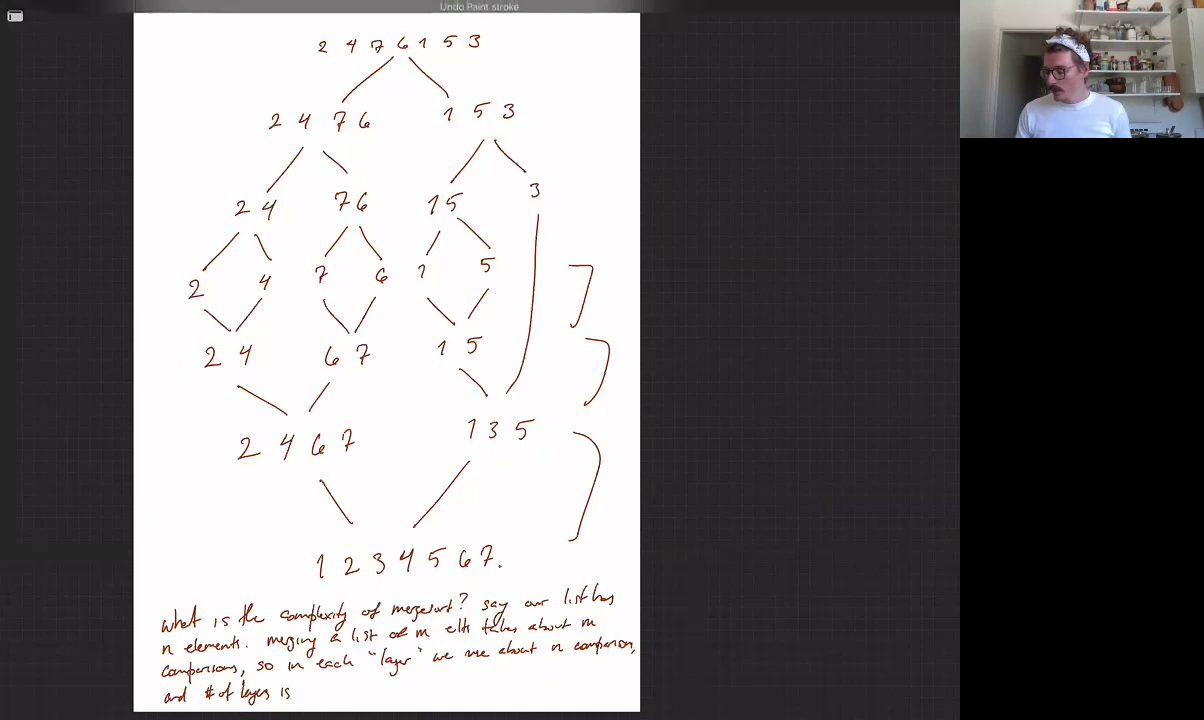 Undo Paint stroke
2 4 7 6 1 5 3
2 4 7 6 1 5 3
2 4 7 6 1 5 3
2 4 7 6 1 5
2 4 6 7 1 5
2 4 6 7 1 3 5
1 2 3 4 5 6 7.
what is the complexity of mergesort? say our list has
n elements. merging a list of m elts takes about m
comparisons, so in each "layer" we use about n comparison,
and # of layers is